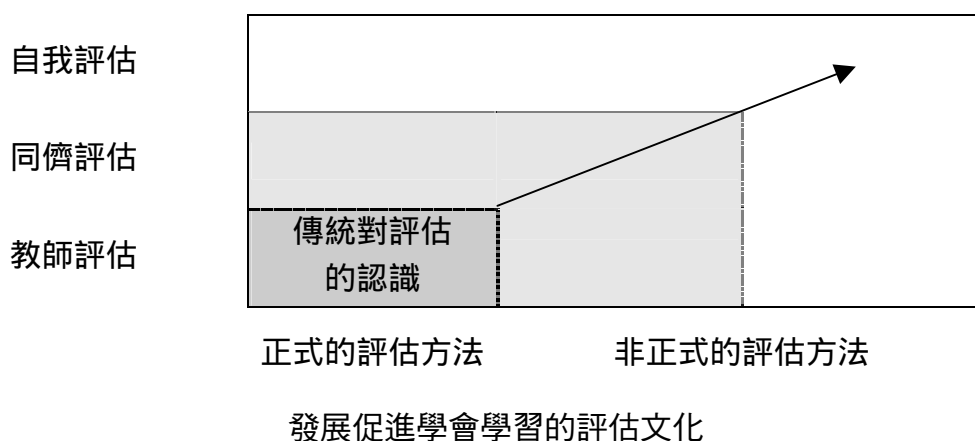 自我評估
同儕評估
教師評估
傳統對評估
的認識
正式的評估方法
非正式的評估方法
發展促進學會學習的評估文化